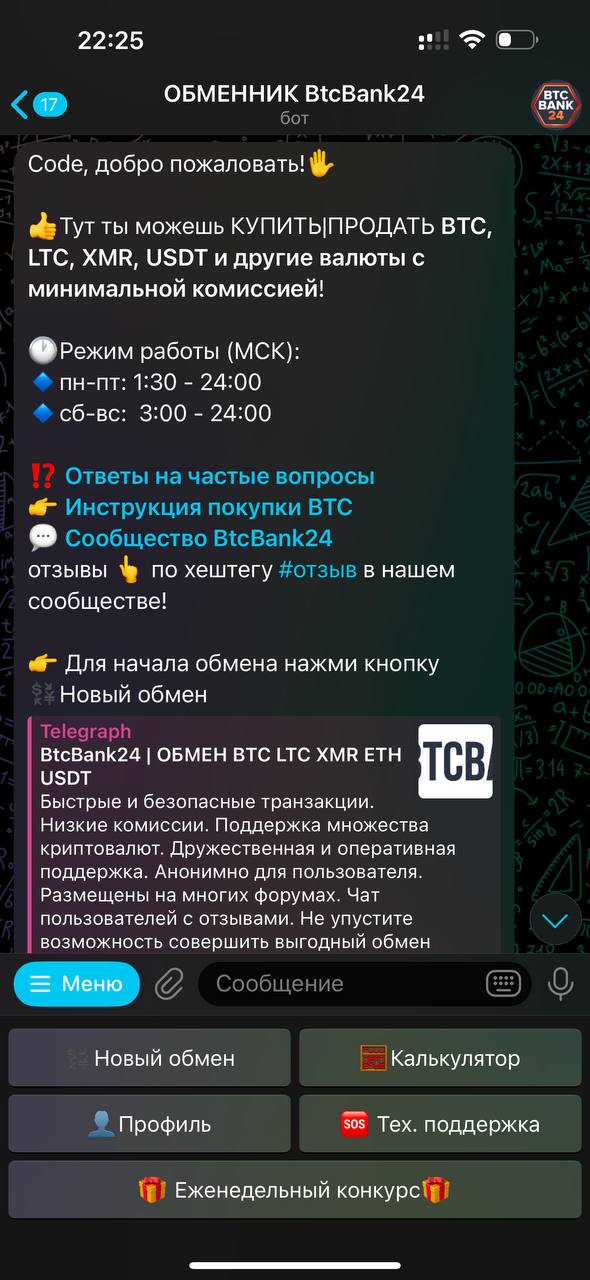 22:25
17
ОБМЕННИК BtcBank24
бот
BTC
BANK
24
Code, добро пожаловать!🖐
👍Тут ты можешь КУПИТЬ|ПРОДАТЬ BTC,
LTC, XMR, USDT и другие валюты с
минимальной комиссией!
🕐Режим работы (МСК):
🔹пн-пт: 1:30 - 24:00
🔹сб-вс: 3:00 - 24:00
⁉️ Ответы на частые вопросы
👉 Инструкция покупки BTC
💬 Сообщество BtcBank24
отзывы 👆 по хештегу #отзыв в нашем
сообществе!
👉 Для начала обмена нажми кнопку
💱Новый обмен
Telegraph
BtcBank24 | ОБМЕН BTC LTC XMR ETH
USDT
BTCBA
Быстрые и безопасные транзакции.
Низкие комиссии. Поддержка множества
криптовалют. Дружественная и оперативная
поддержка. Анонимно для пользователя.
Размещены на многих форумах. Чат
пользователей с отзывами. Не упустите
возможность совершить выгодный обмен
Меню
Сообщение
💱Новый обмен
🧮Калькулятор
👤Профиль
🆘 Тех. поддержка
🎁 Еженедельный конкурс🎁